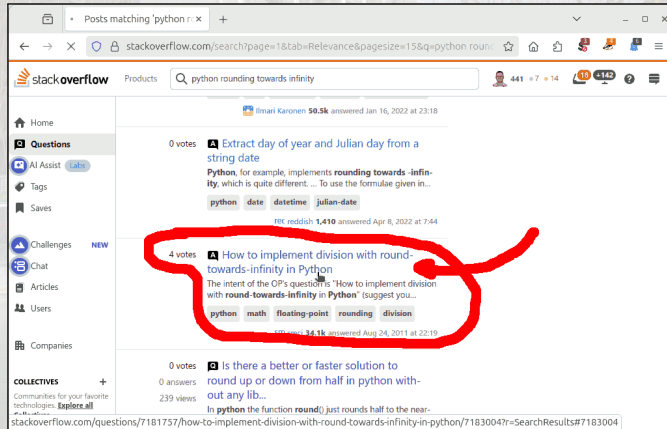 Posts matching 'python ro
stackoverflow.com/search?page=1&tab=Relevance&pagesize=15&q=python roun
stack overflow
Products
python rounding towards infinity
441 7 14
18 +142
Ilmari Karonen 50.5k answered Jan 16, 2022 at 23:18
Home
Questions
AI Assist Labs
Tags
Saves
Challenges NEW
Chat
Articles
Users
Companies
COLLECTIVES +
Communities for your favorite
technologies. Explore all
0 votes
A Extract day of year and Julian day from a
string date
Python, for example, implements rounding towards -infin-
ity, which is quite different. ... To use the formulae given in...
python date datetime julian-date
rec reddish 1,410 answered Apr 8, 2022 at 7:44
4 votes
A How to implement division with round-
towards-infinity in Python
The intent of the OP's question is "How to implement division
with round-towards-infinity in Python" (suggest you...
python math floating-point rounding division
34.1k answered Aug 24, 2011 at 22:19
0 votes
0 answers
239 views
Q Is there a better or faster solution to
round up or down from half in python with-
out any lib...
In python the function round() just rounds half to the near-
stackoverflow.com/questions/7181757/how-to-implement-division-with-round-towards-infinity-in-python/7183004?r=SearchResults#7183004